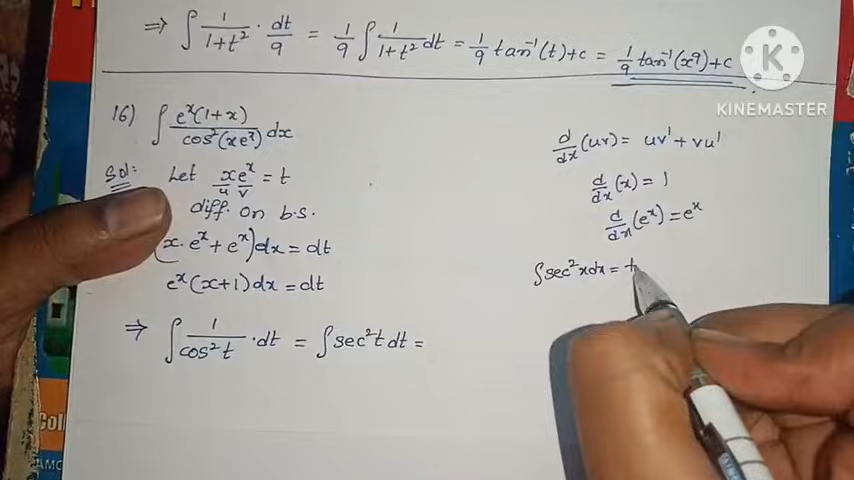 ⇒ ∫ 1/(1+t²) · dt/9 = 1/9 ∫ 1/(1+t²) dt = 1/9 tan⁻¹(t)+c = 1/9 tan⁻¹(x⁹)+c
K
KINEMASTER
16) ∫ eˣ(1+x)/cos²(xeˣ) dx
d/dx (uv) = uv' + vu'
Sol: Let xeˣ = t
u v
d/dx (x) = 1
diff. on b.s.
d/dx (eˣ) = eˣ
(x·eˣ + eˣ)dx = dt
∫sec²x dx = t
eˣ(x+1)dx = dt
⇒ ∫ 1/cos²t · dt = ∫ sec²t dt =
Col
AMC